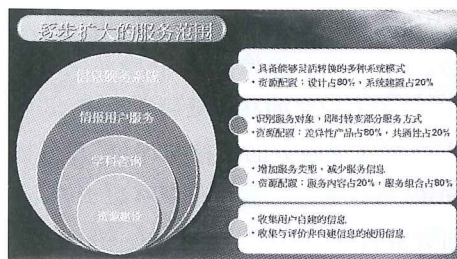 逐步扩大的服务范围
信息服务系统
情报用户服务
学科咨询
资源建设
•具备能够灵活转换的多种系统模式
•资源配置:设计占80%,系统建置占20%
•识别服务对象,即时转变部分服务方式
•资源配置:差异性产品占80%,共通性占20%
•增加服务类型,减少服务信息
•资源配置:服务内容占20%,服务组合占80%
•收集用户自建的信息
•收集与评价非自建信息的使用信息